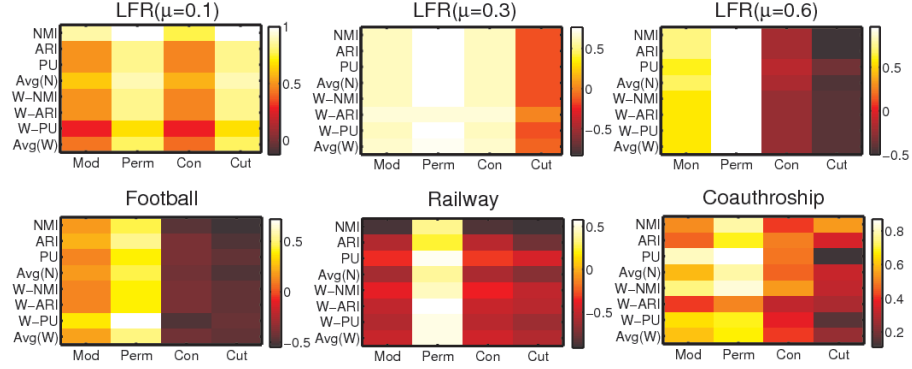 LFR(μ=0.1) LFR(μ=0.3) LFR(μ=0.6)
NMI
ARI
PU
Avg(N)
W-NMI
W-ARI
W-PU
Avg(W)
Mod Perm Con Cut
1
0.5
0
NMI
ARI
PU
Avg(N)
W-NMI
W-ARI
W-PU
Avg(W)
Mod Perm Con Cut
0.5
0
−0.5
NMI
ARI
PU
Avg(N)
W-NMI
W-ARI
W-PU
Avg(W)
Mon Perm Con Cut
0.5
0
−0.5
Football Railway Coauthroship
NMI
ARI
PU
Avg(N)
W-NMI
W-ARI
W-PU
Avg(W)
Mod Perm Con Cut
0.5
0
−0.5
NMI
ARI
PU
Avg(N)
W-NMI
W-ARI
W-PU
Avg(W)
Mod Perm Con Cut
0.5
0
−0.5
NMI
ARI
PU
Avg(N)
W-NMI
W-ARI
W-PU
Avg(W)
Mod Perm Con Cut
0.8
0.6
0.4
0.2